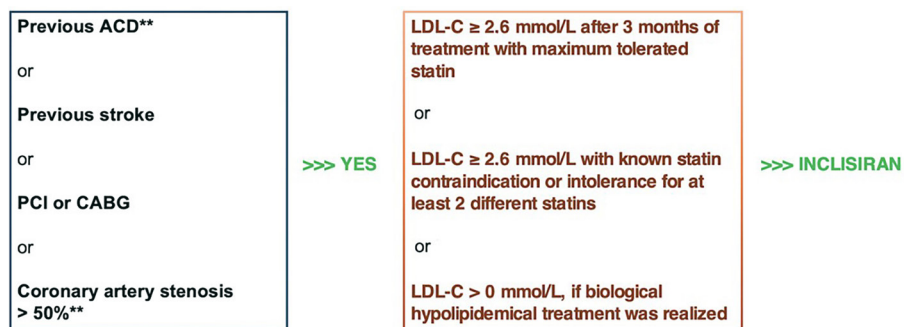 Previous ACD**
or
Previous stroke
or
PCI or CABG
or
Coronary artery stenosis
> 50%**
>>> YES
LDL-C ≥ 2.6 mmol/L after 3 months of
treatment with maximum tolerated
statin
or
LDL-C ≥ 2.6 mmol/L with known statin
contraindication or intolerance for at
least 2 different statins
or
LDL-C > 0 mmol/L, if biological
hypolipidemical treatment was realized
>>> INCLISIRAN